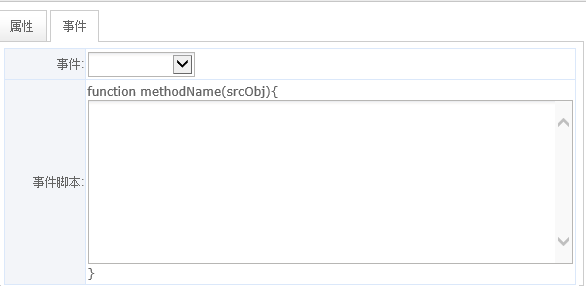 属性 事件
事件:
function methodName(srcObj){
事件脚本:
}